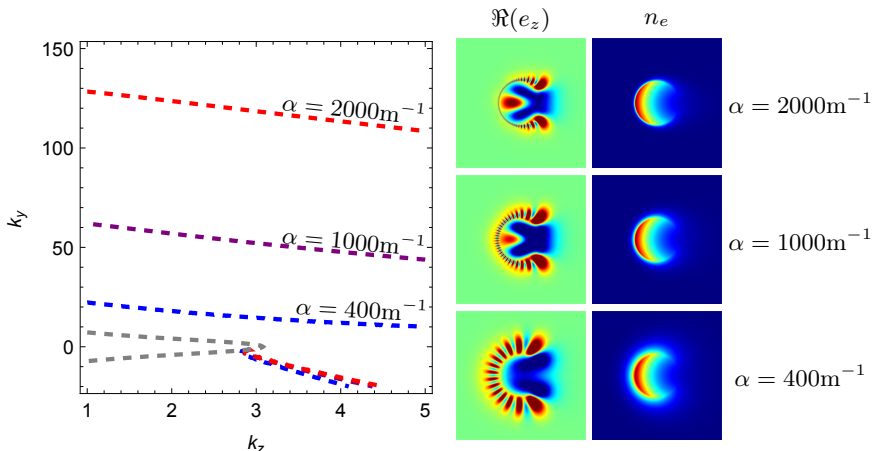 ℜ(e_z) n_e
150
100
50
0
k_y
α = 2000m⁻¹
α = 1000m⁻¹
α = 400m⁻¹
1 2 3 4 5
k_z
α = 2000m⁻¹
α = 1000m⁻¹
α = 400m⁻¹